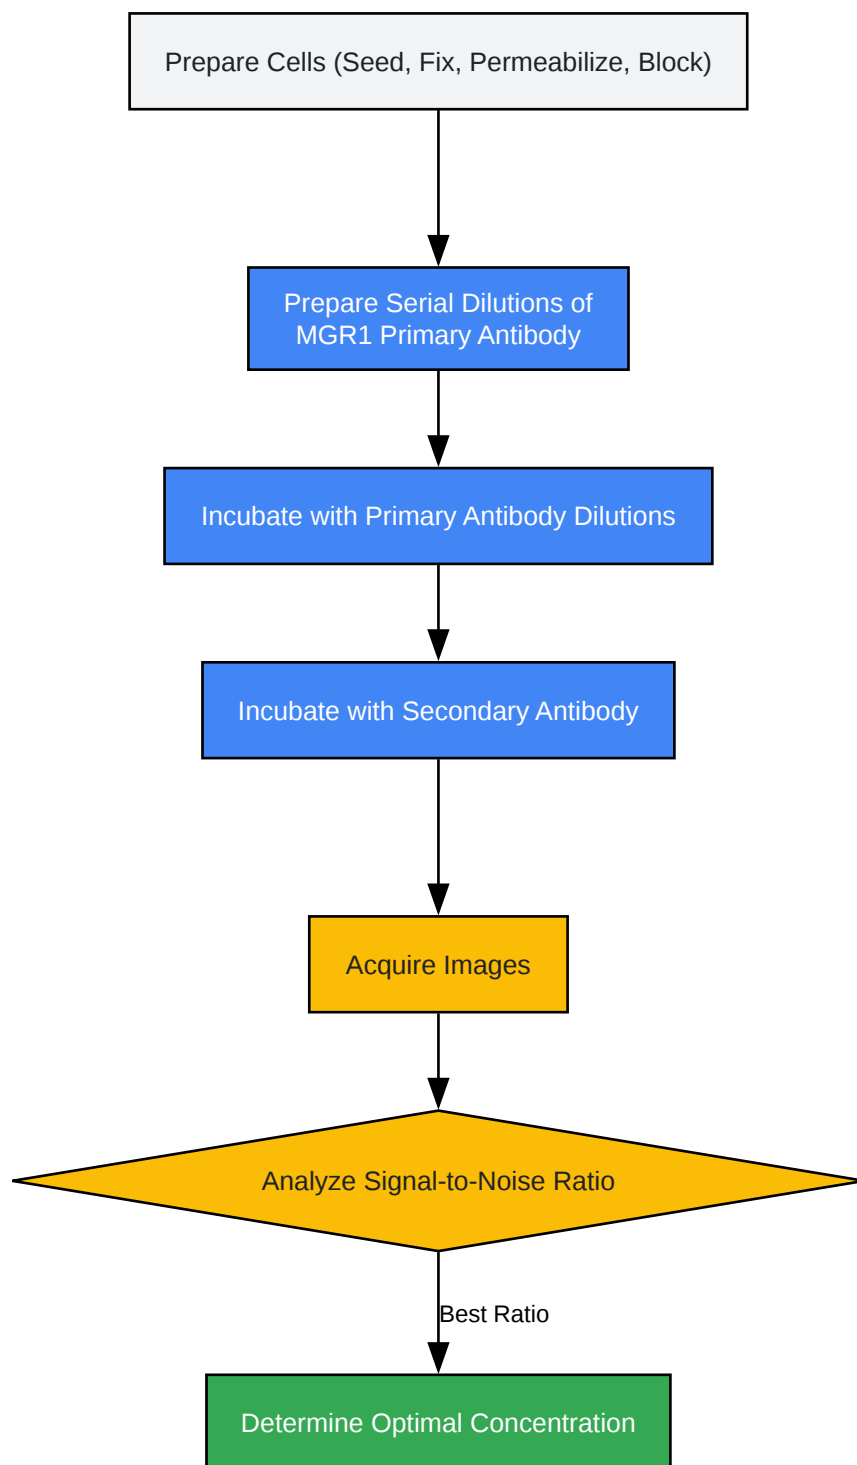 Prepare Cells (Seed, Fix, Permeabilize, Block)
Prepare Serial Dilutions of
MGR1 Primary Antibody
Incubate with Primary Antibody Dilutions
Incubate with Secondary Antibody
Acquire Images
Analyze Signal-to-Noise Ratio
Best Ratio
Determine Optimal Concentration